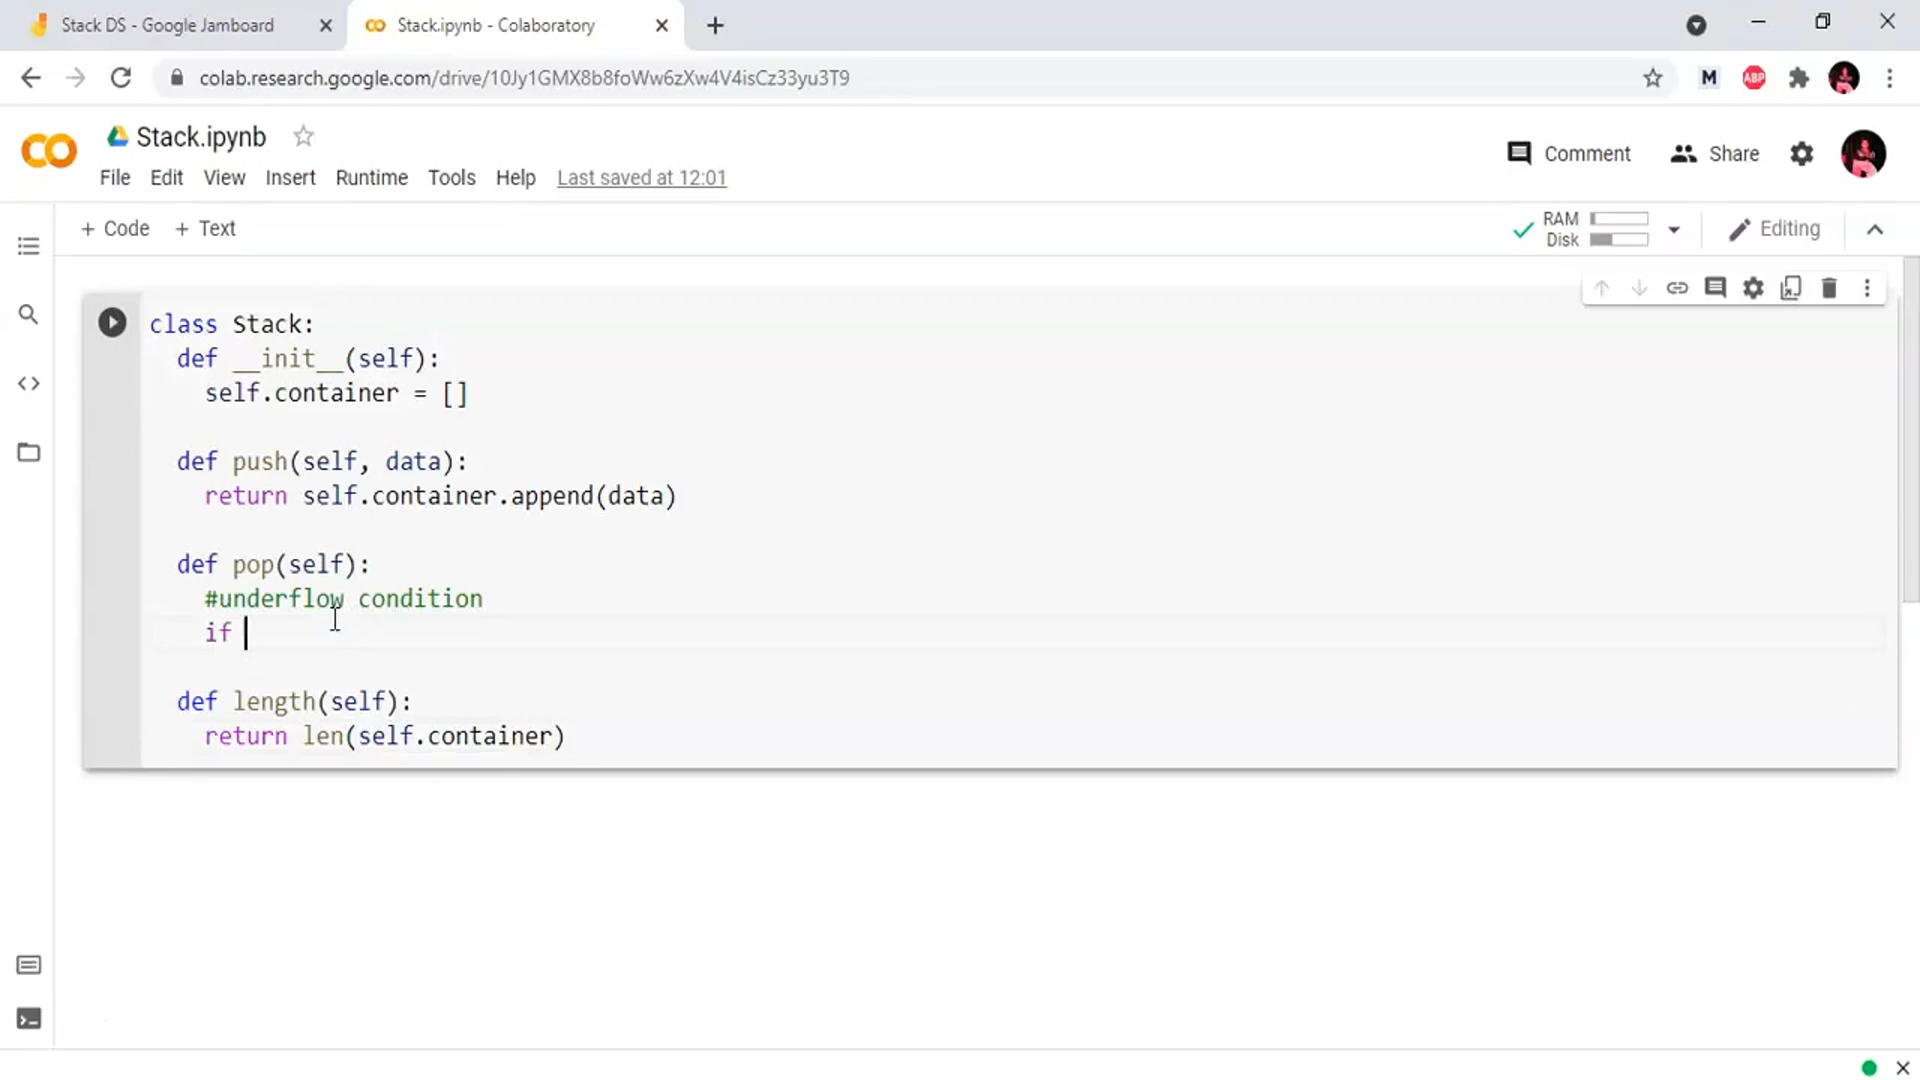 Stack DS - Google Jamboard
Stack.ipynb - Colaboratory
colab.research.google.com/drive/10Jy1GMX8b8foWw6zXw4V4isCz33yu3T9
M
ABP
Stack.ipynb
Comment
Share
File Edit View Insert Runtime Tools Help Last saved at 12:01
+ Code + Text
RAM
Disk
Editing
class Stack:
  def __init__(self):
    self.container = []
  def push(self, data):
    return self.container.append(data)
  def pop(self):
    #underflow condition
    if
  def length(self):
    return len(self.container)